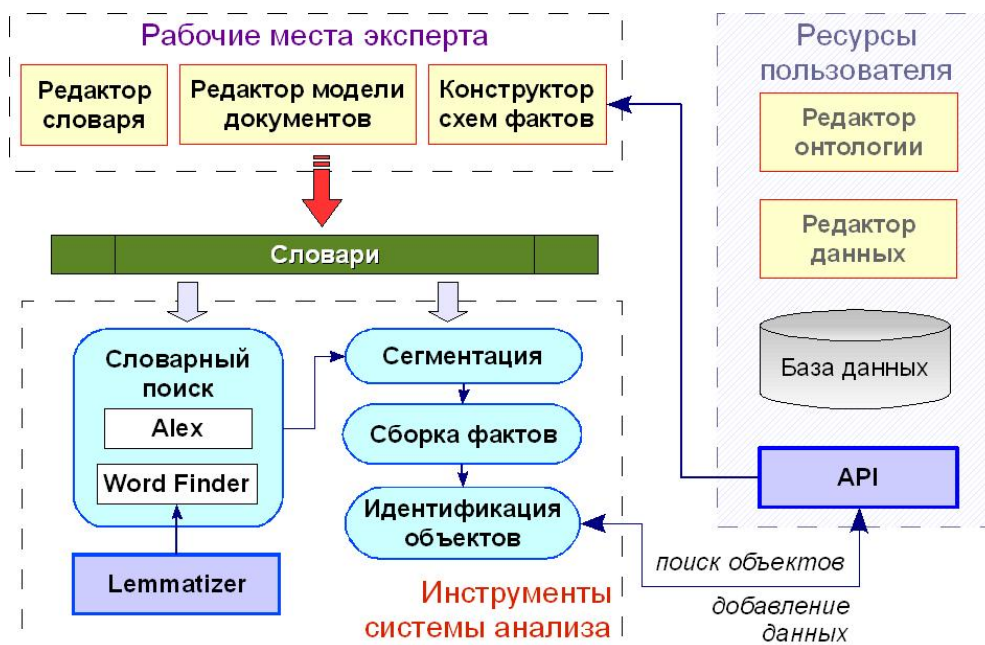 Рабочие места эксперта
Редактор
словаря
Редактор модели
документов
Конструктор
схем фактов
Ресурсы
пользователя
Редактор
онтологии
Редактор
данных
База данных
API
Словари
Словарный
поиск
Alex
Word Finder
Lemmatizer
Сегментация
Сборка фактов
Идентификация
объектов
поиск объектов
добавление
данных
Инструменты
системы анализа